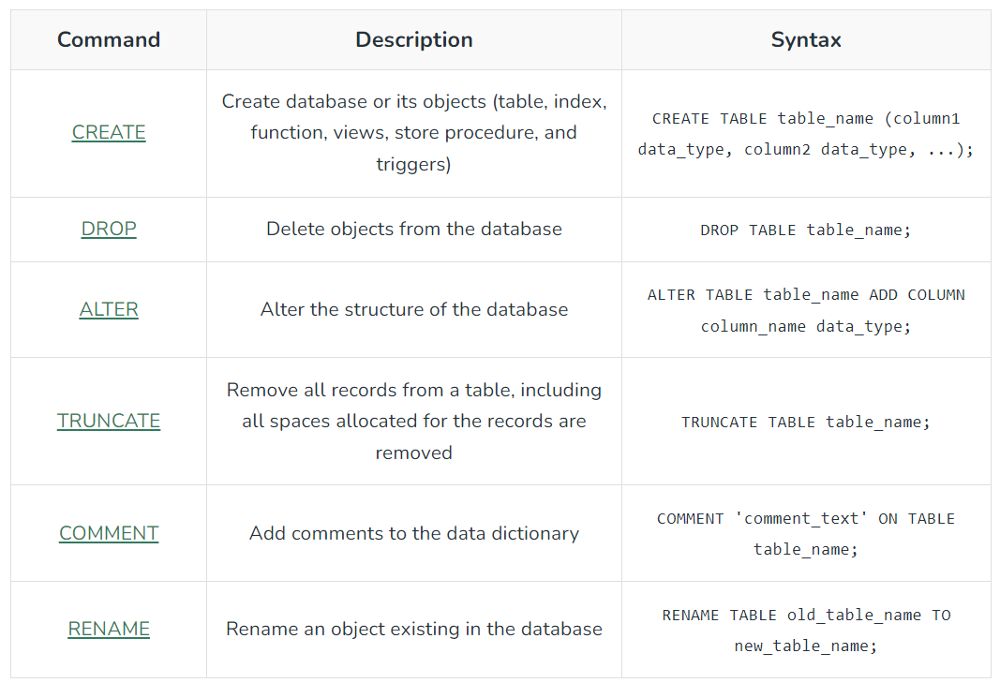 Command Description Syntax
Create database or its objects (table, index,
CREATE TABLE table_name (column1
CREATE
function, views, store procedure, and
data_type, column2 data_type, ...);
triggers)
DROP Delete objects from the database DROP TABLE table_name;
ALTER TABLE table_name ADD COLUMN
ALTER Alter the structure of the database
column_name data_type;
Remove all records from a table, including
TRUNCATE all spaces allocated for the records are TRUNCATE TABLE table_name;
removed
COMMENT 'comment_text' ON TABLE
COMMENT Add comments to the data dictionary
table_name;
RENAME TABLE old_table_name TO
RENAME Rename an object existing in the database
new_table_name;